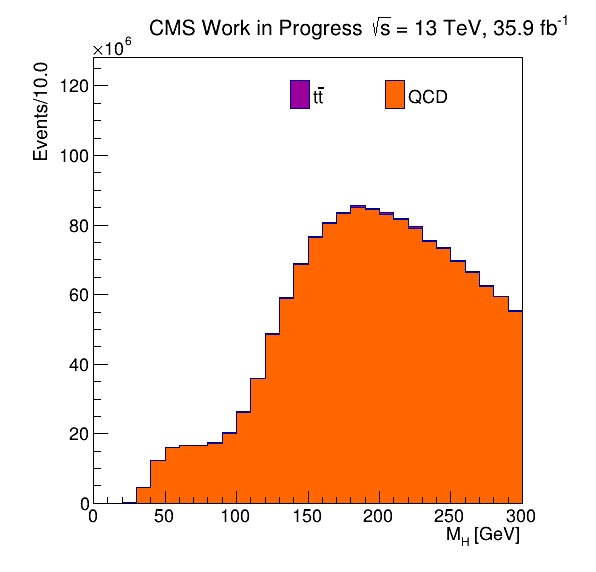 CMS Work in Progress √s = 13 TeV, 35.9 fb⁻¹
×10⁶
Events/10.0
tt̄
QCD
120
100
80
60
40
20
0
0 50 100 150 200 250 300
M_H [GeV]